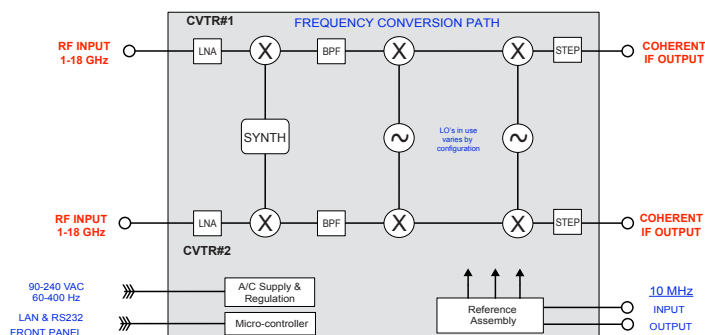 CVTR#1
FREQUENCY CONVERSION PATH
RF INPUT
1-18 GHz
LNA
X
BPF
X
X
STEP
COHERENT
IF OUTPUT
SYNTH
LO's in use
varies by
configuration
RF INPUT
1-18 GHz
LNA
X
BPF
X
X
STEP
COHERENT
IF OUTPUT
CVTR#2
90-240 VAC
60-400 Hz
A/C Supply &
Regulation
LAN & RS232
FRONT PANEL
Micro-controller
Reference
Assembly
10 MHz
INPUT
OUTPUT